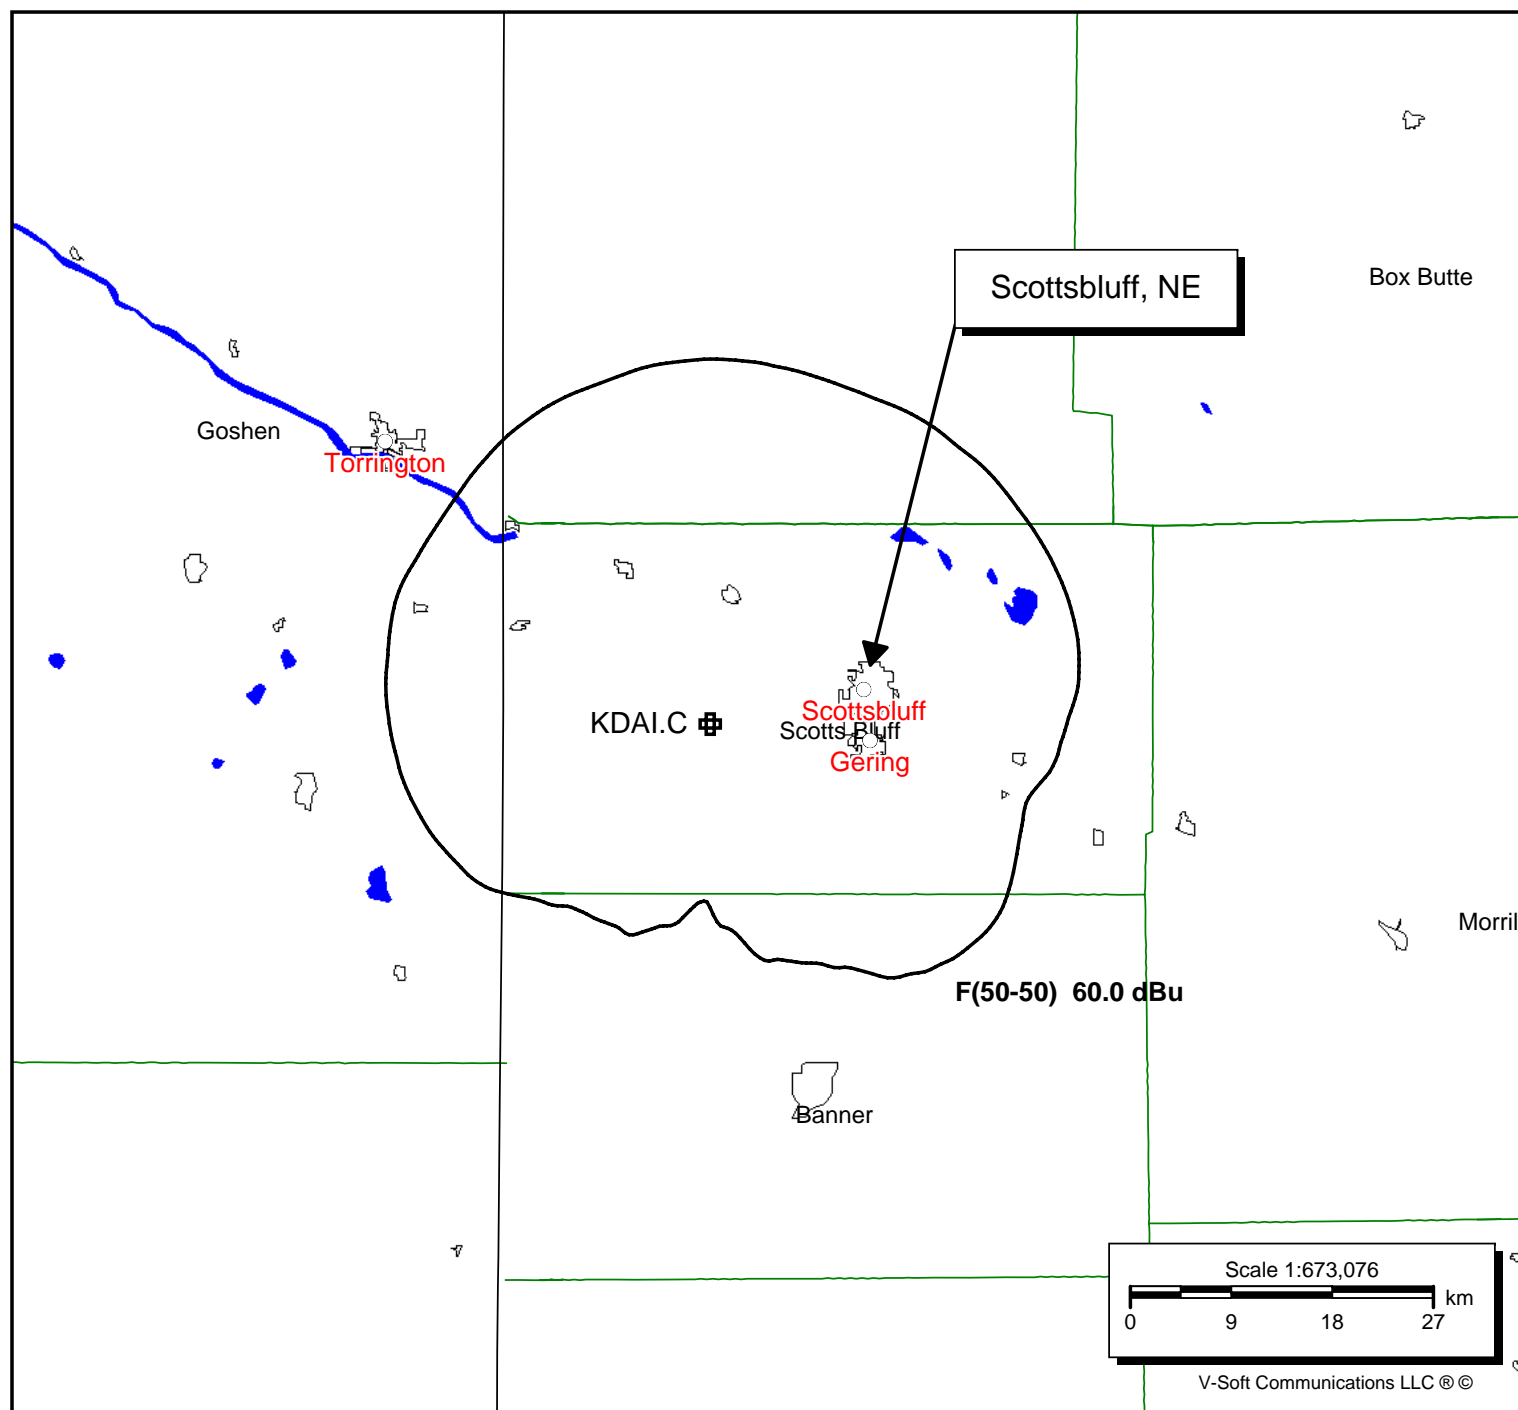 Scottsbluff, NE
Box Butte
Goshen
Torrington
KDAI.C
Scottsbluff
Scotts Bluff
Gering
Morril
F(50-50) 60.0 dBu
Banner
Scale 1:673,076
km
0 9 18 27
V-Soft Communications LLC ® ©